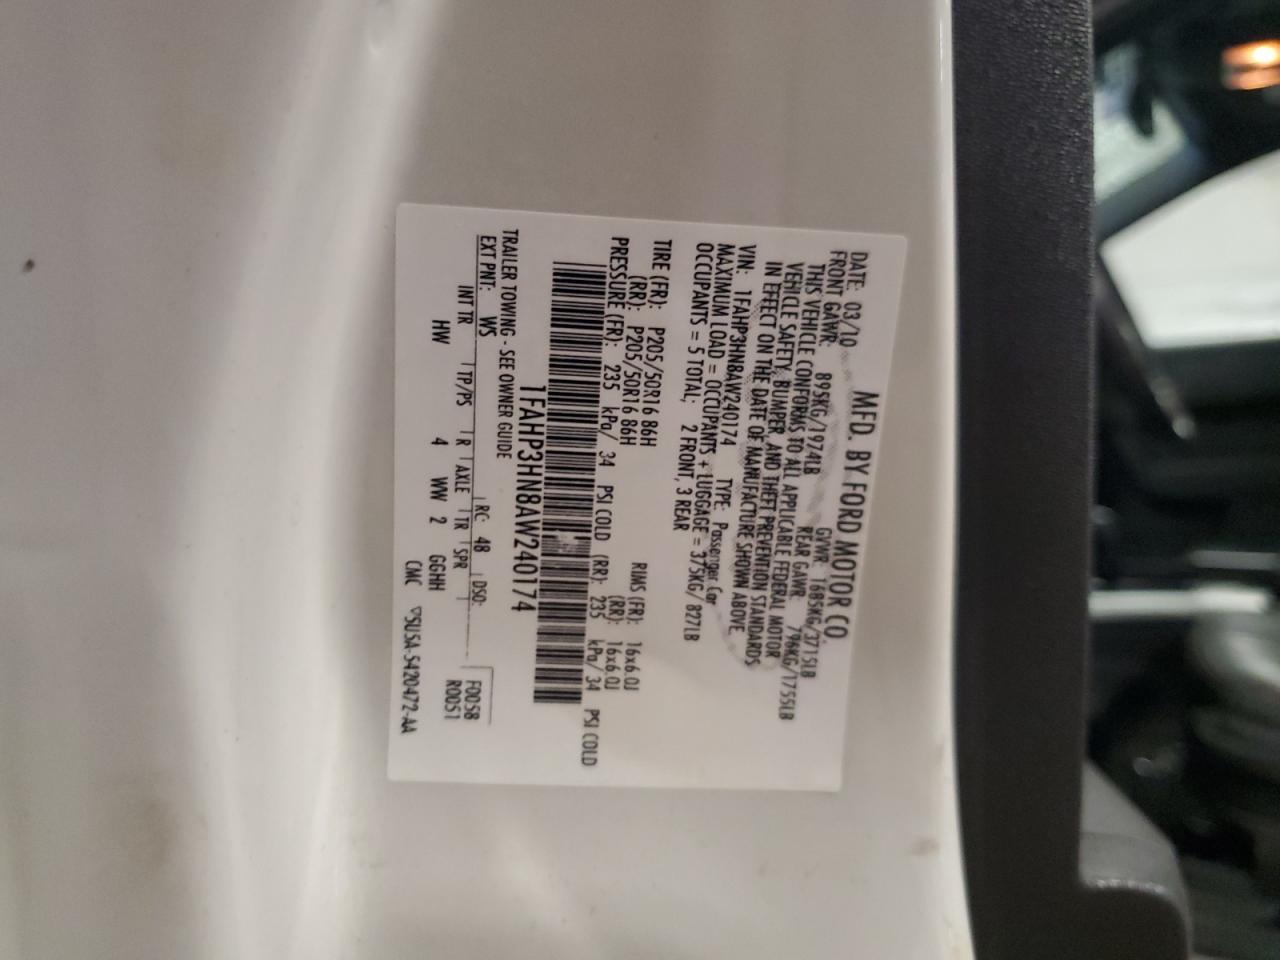 MFD. BY FORD MOTOR CO.
DATE: 03/10 GVWR: 1685KG/3715LB
FRONT GAWR: 895KG/1974LB REAR GAWR: 796KG/1755LB
THIS VEHICLE CONFORMS TO ALL APPLICABLE FEDERAL MOTOR
VEHICLE SAFETY, BUMPER, AND THEFT PREVENTION STANDARDS
IN EFFECT ON THE DATE OF MANUFACTURE SHOWN ABOVE.
VIN: 1FAHP3HN8AW240174 TYPE: Passenger Car
MAXIMUM LOAD = OCCUPANTS + LUGGAGE = 375KG/ 827LB
OCCUPANTS = 5 TOTAL; 2 FRONT, 3 REAR
TIRE (FR): P205/50R16 86H RIMS (FR): 16x6.0J
(RR): P205/50R16 86H (RR): 16x6.0J
PRESSURE (FR): 235 kPa/ 34 PSI COLD (RR): 235 kPa/ 34 PSI COLD
1FAHP3HN8AW240174
TRAILER TOWING - SEE OWNER GUIDE F0058
EXT PNT: WS RC: 48 DSO: R0051
INT TR TP/PS R AXLE TR SPR
HW 4 WW 2 GGHH
CMC ▽5U5A-5420472-AA